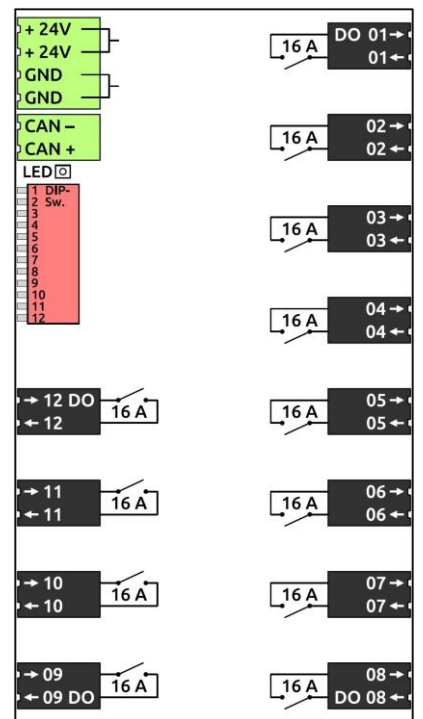 + 24V
+ 24V
GND
GND
CAN –
CAN +
LED
1 DIP-
2 Sw.
3
4
5
6
7
8
9
10
11
12
→ 12 DO
← 12
16 A
→ 11
← 11
16 A
→ 10
← 10
16 A
→ 09
← 09 DO
16 A
16 A
DO 01 →
01 ←
16 A
02 →
02 ←
16 A
03 →
03 ←
16 A
04 →
04 ←
16 A
05 →
05 ←
16 A
06 →
06 ←
16 A
07 →
07 ←
16 A
08 →
DO 08 ←